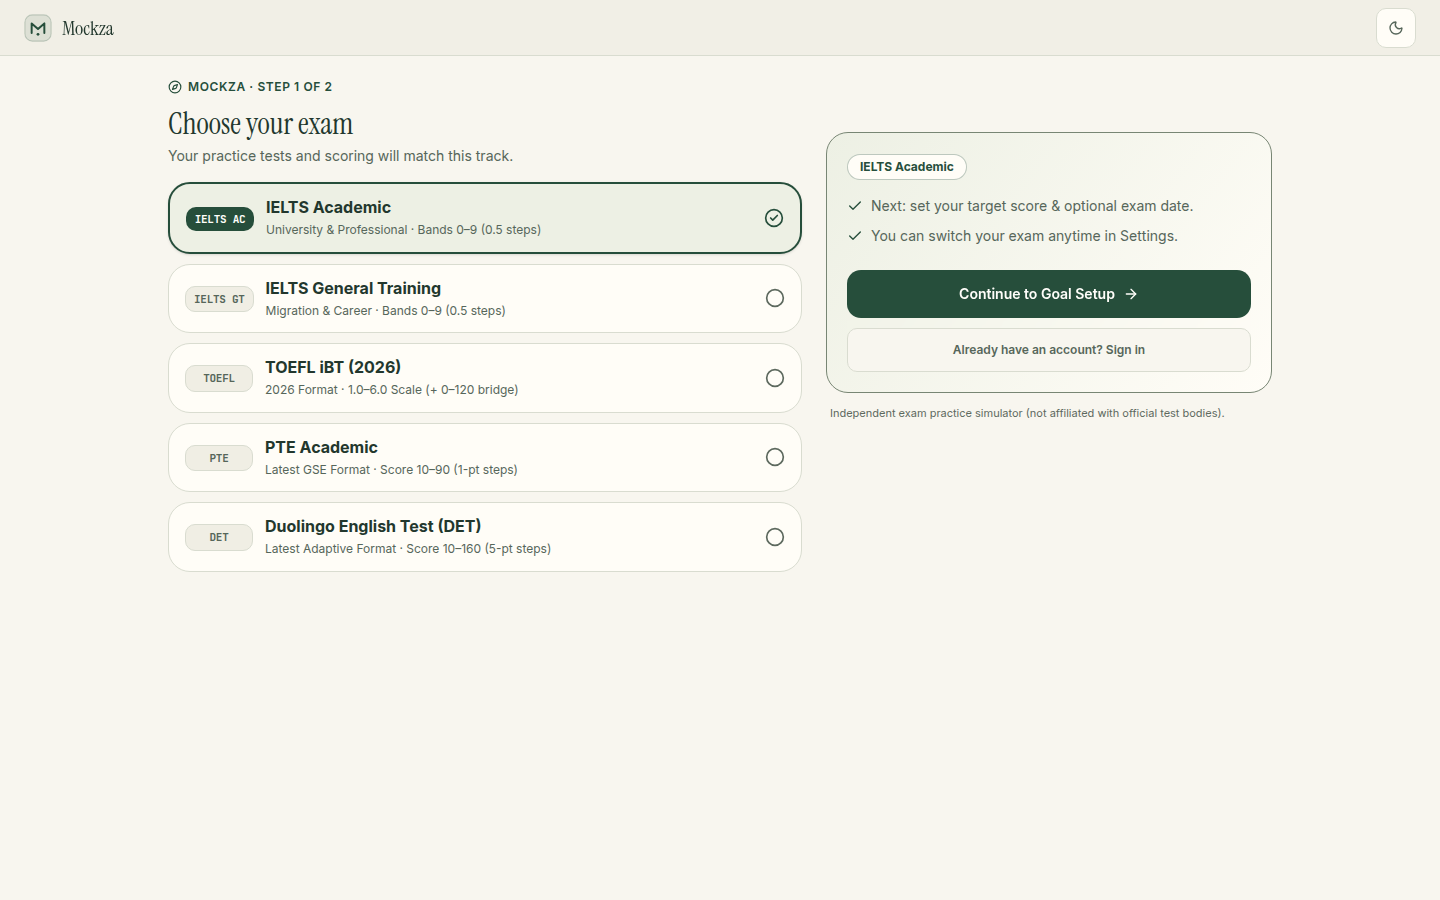 Mockza
MOCKZA · STEP 1 OF 2
Choose your exam
Your practice tests and scoring will match this track.
IELTS AC
IELTS Academic
University & Professional · Bands 0–9 (0.5 steps)
IELTS GT
IELTS General Training
Migration & Career · Bands 0–9 (0.5 steps)
TOEFL
TOEFL iBT (2026)
2026 Format · 1.0–6.0 Scale (+ 0–120 bridge)
PTE
PTE Academic
Latest GSE Format · Score 10–90 (1-pt steps)
DET
Duolingo English Test (DET)
Latest Adaptive Format · Score 10–160 (5-pt steps)
IELTS Academic
Next: set your target score & optional exam date.
You can switch your exam anytime in Settings.
Continue to Goal Setup
Already have an account? Sign in
Independent exam practice simulator (not affiliated with official test bodies).